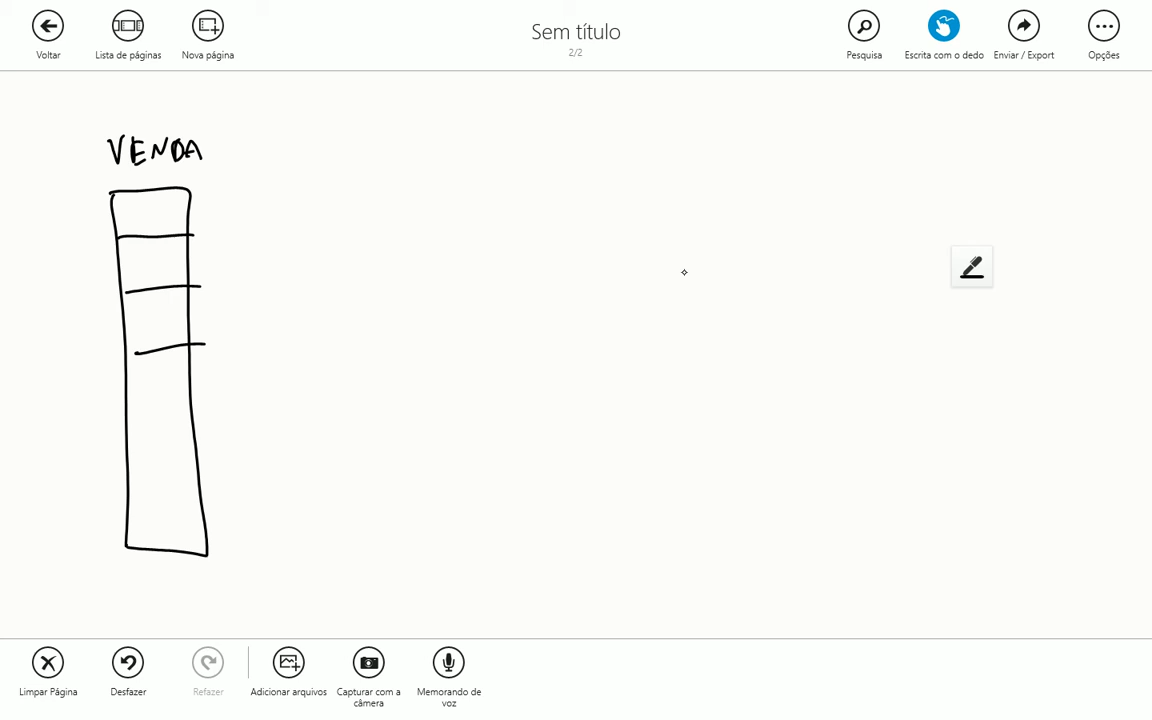 Voltar
Lista de páginas
Nova página
Sem título
2/2
Pesquisa
Escrita com o dedo
Enviar / Export
Opções
VENDA
Limpar Página
Desfazer
Refazer
Adicionar arquivos
Capturar com a
câmera
Memorando de
voz